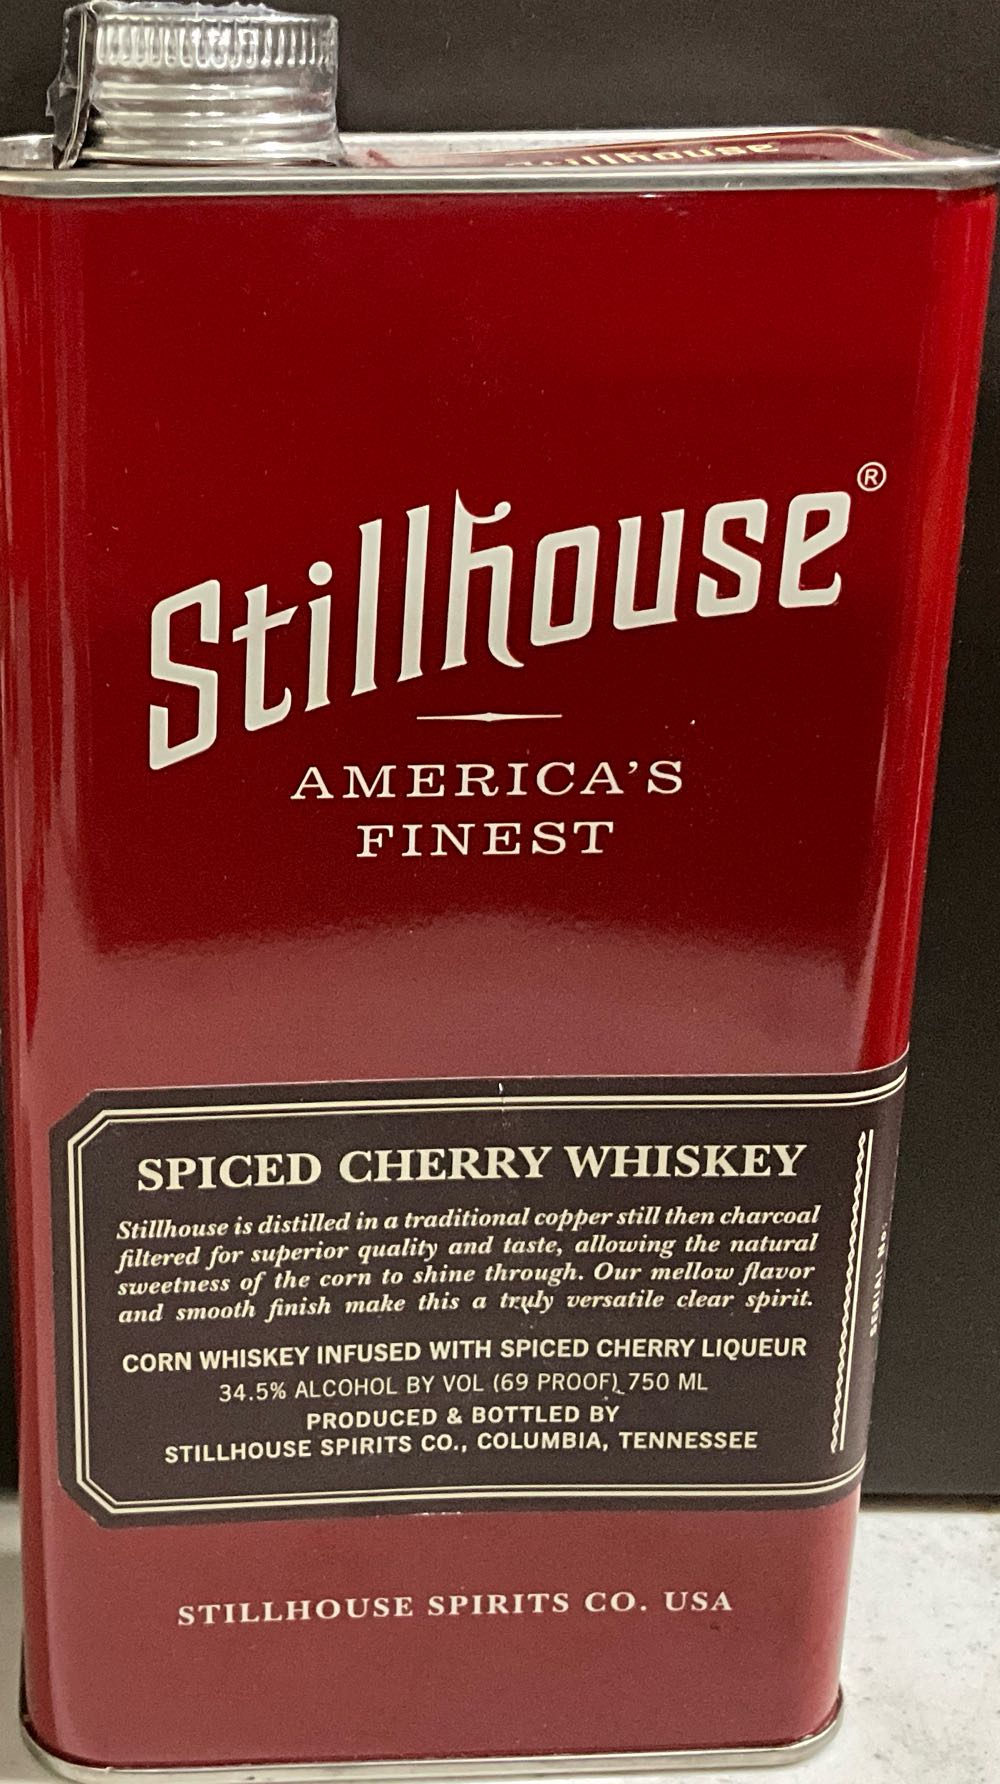 Stillhouse
Stillhouse®
AMERICA'S
FINEST
SPICED CHERRY WHISKEY
Stillhouse is distilled in a traditional copper still then charcoal
filtered for superior quality and taste, allowing the natural
sweetness of the corn to shine through. Our mellow flavor
and smooth finish make this a truly versatile clear spirit.
CORN WHISKEY INFUSED WITH SPICED CHERRY LIQUEUR
34.5% ALCOHOL BY VOL (69 PROOF) 750 ML
PRODUCED & BOTTLED BY
STILLHOUSE SPIRITS CO., COLUMBIA, TENNESSEE
SERIAL No:
STILLHOUSE SPIRITS CO. USA